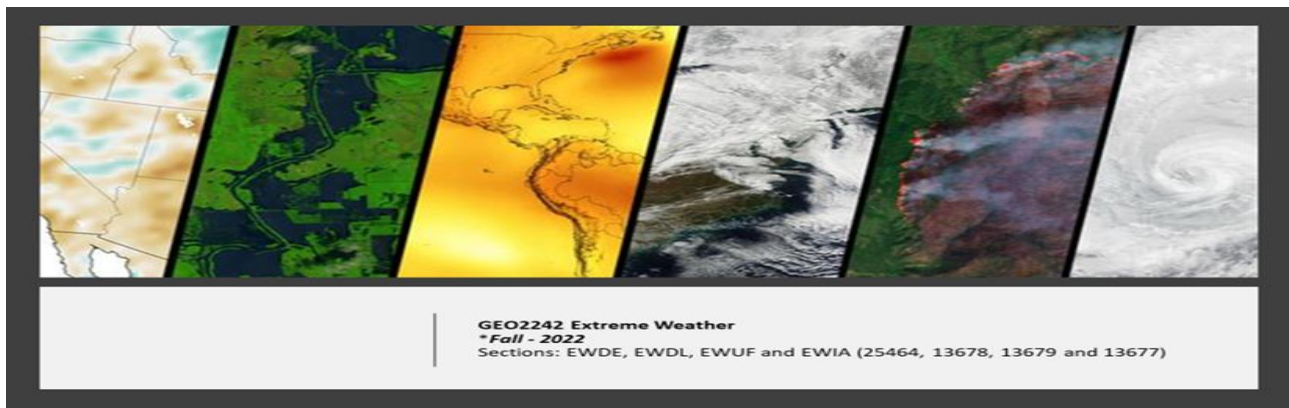 GEO2242 Extreme Weather
*Fall - 2022
Sections: EWDE, EWDL, EWUF and EWIA (25464, 13678, 13679 and 13677)